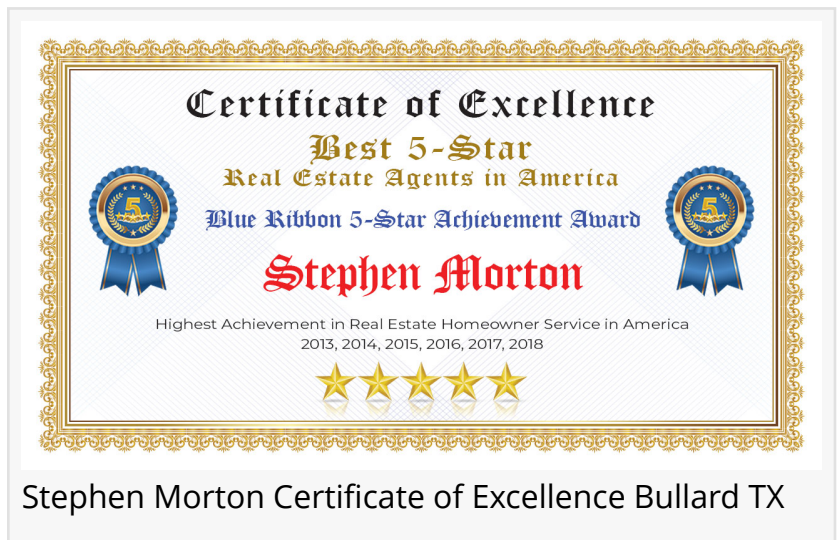 Certificate of Excellence
Best 5-Star
Real Estate Agents in America
Blue Ribbon 5-Star Achievement Award
5
5
Stephen Morton
Highest Achievement in Real Estate Homeowner Service in America
2013, 2014, 2015, 2016, 2017, 2018
Stephen Morton Certificate of Excellence Bullard TX